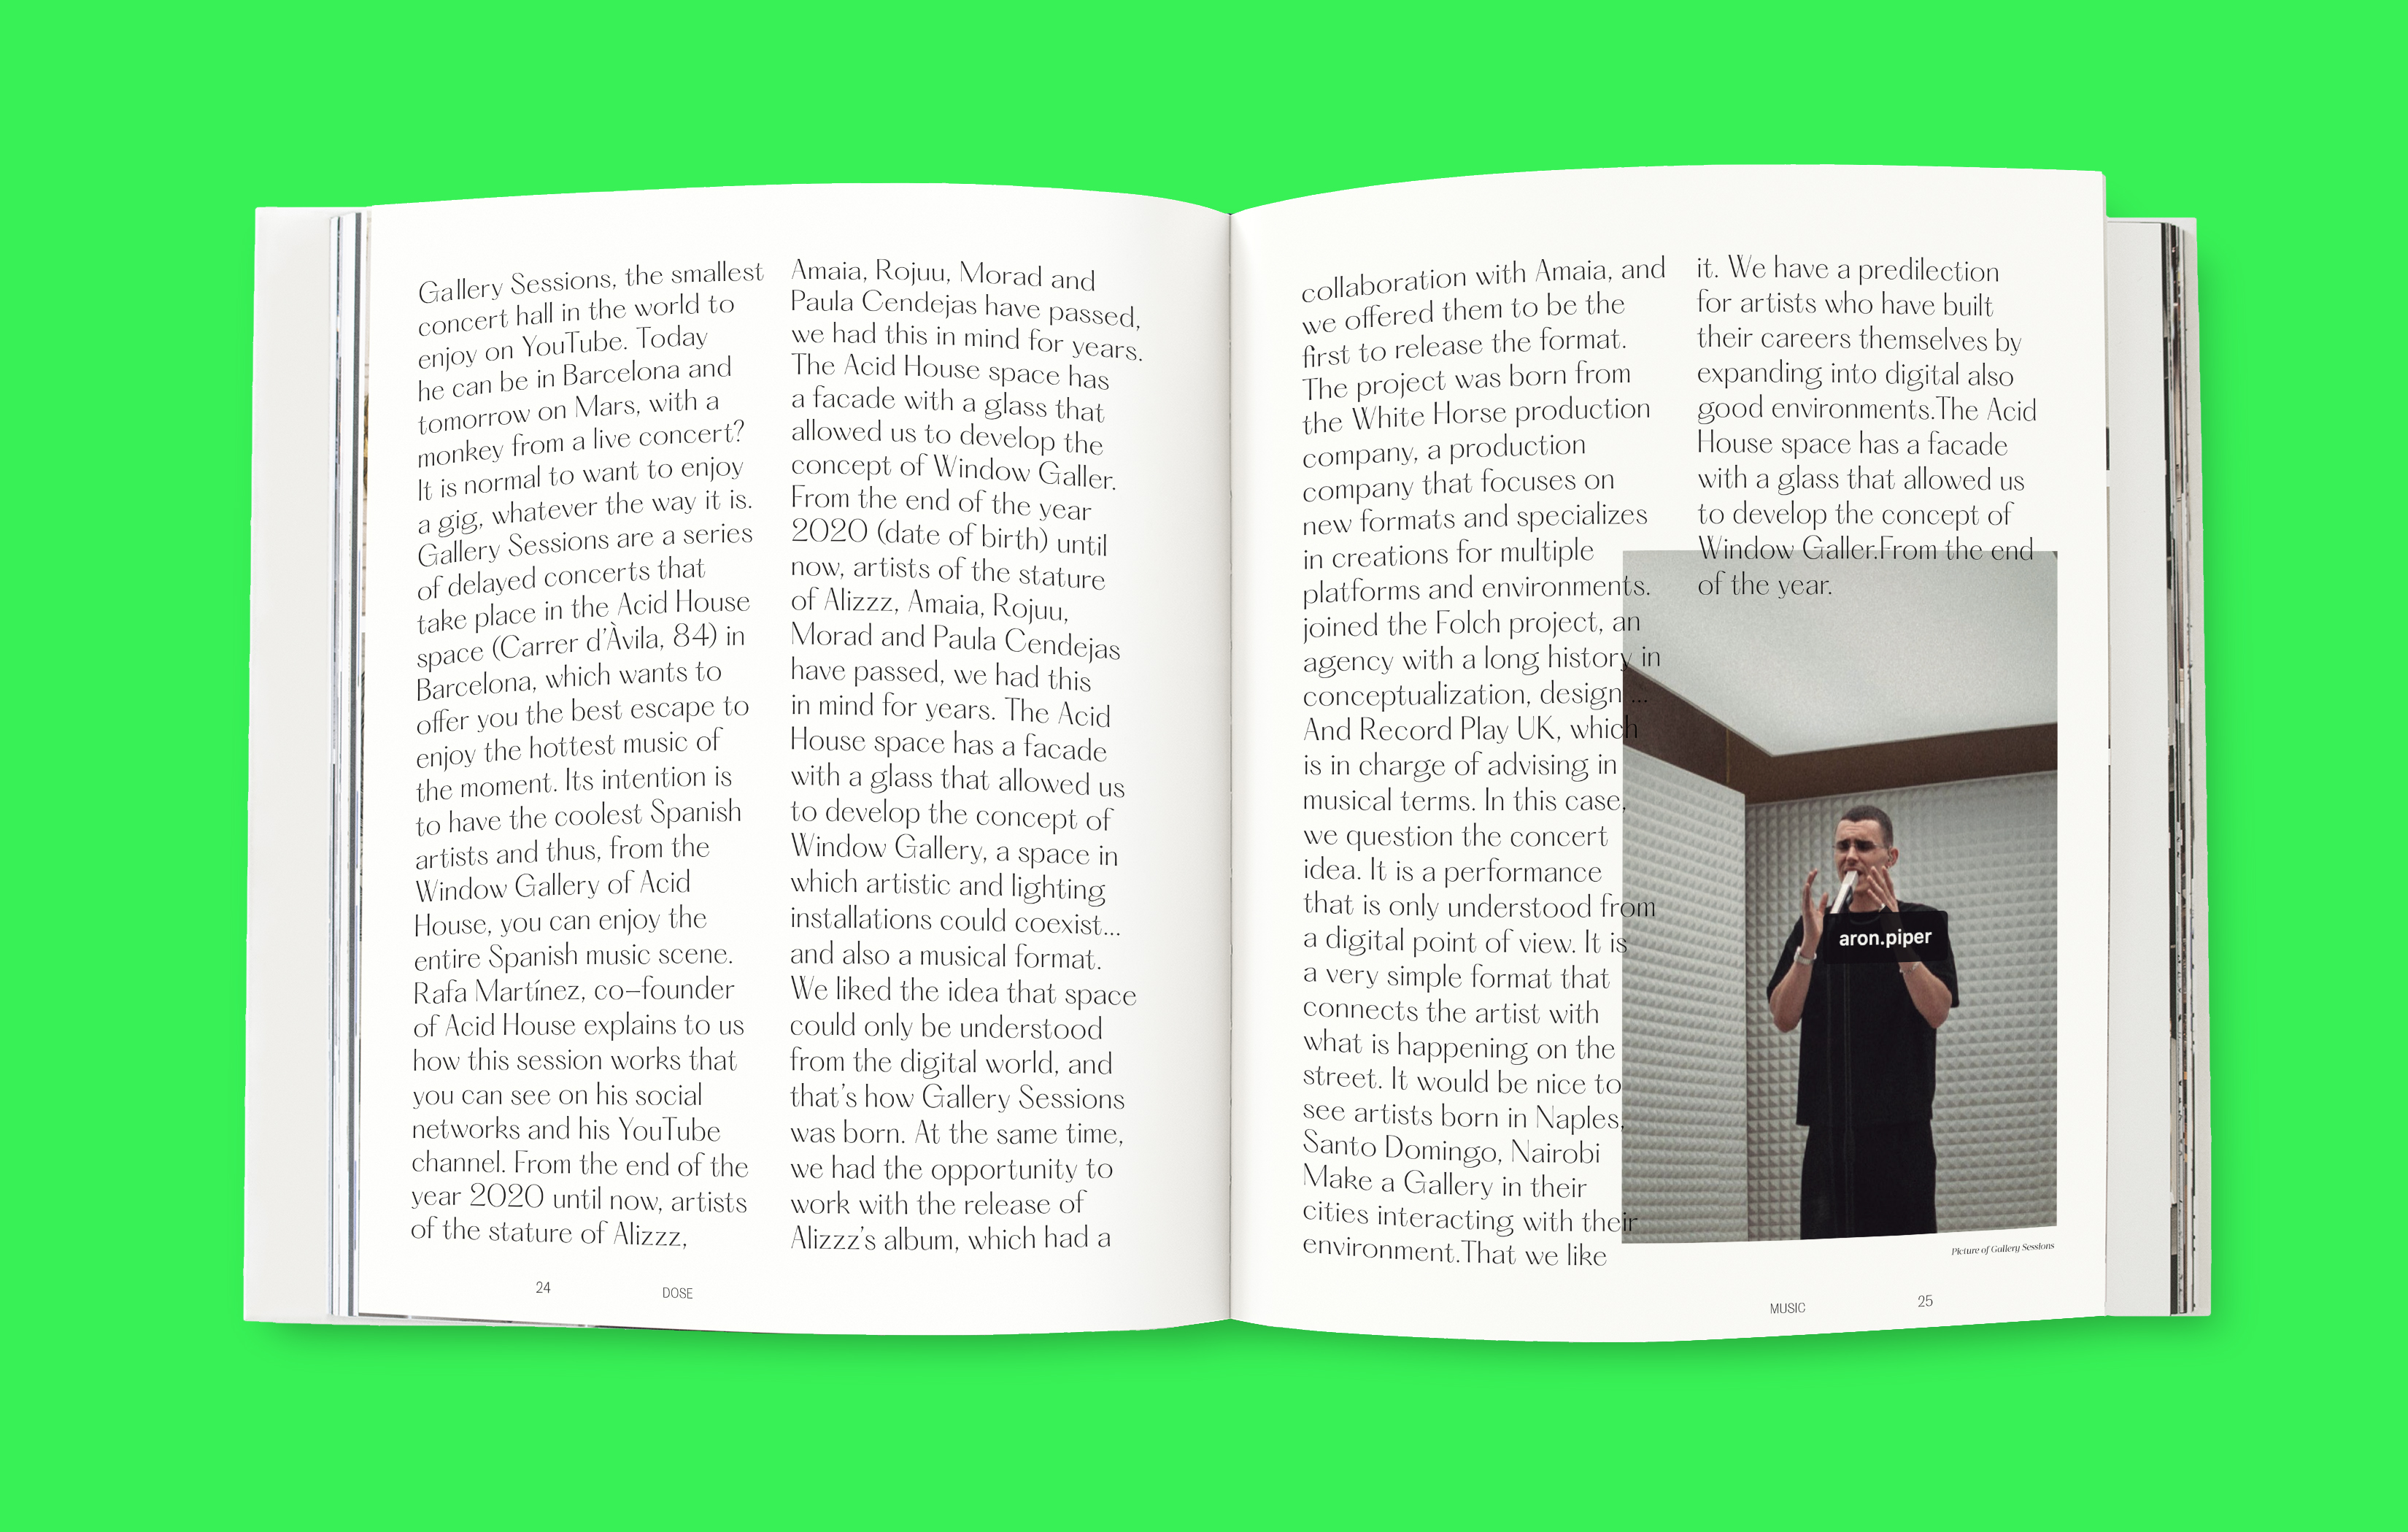 Gallery Sessions, the smallest
concert hall in the world to
enjoy on YouTube. Today
he can be in Barcelona and
tomorrow on Mars, with a
monkey from a live concert?
It is normal to want to enjoy
a gig, whatever the way it is.
Gallery Sessions are a series
of delayed concerts that
take place in the Acid House
space (Carrer d'Àvila, 84) in
Barcelona, which wants to
offer you the best escape to
enjoy the hottest music of
the moment. Its intention is
to have the coolest Spanish
artists and thus, from the
Window Gallery of Acid
House, you can enjoy the
entire Spanish music scene.
Rafa Martínez, co–founder
of Acid House explains to us
how this session works that
you can see on his social
networks and his YouTube
channel. From the end of the
year 2020 until now, artists
of the stature of Alizzz,
Amaia, Rojuu, Morad and
Paula Cendejas have passed,
we had this in mind for years.
The Acid House space has
a facade with a glass that
allowed us to develop the
concept of Window Galler.
From the end of the year
2020 (date of birth) until
now, artists of the stature
of Alizzz, Amaia, Rojuu,
Morad and Paula Cendejas
have passed, we had this
in mind for years. The Acid
House space has a facade
with a glass that allowed us
to develop the concept of
Window Gallery, a space in
which artistic and lighting
installations could coexist...
and also a musical format.
We liked the idea that space
could only be understood
from the digital world, and
that's how Gallery Sessions
was born. At the same time,
we had the opportunity to
work with the release of
Alizzz's album, which had a
24
DOSE
collaboration with Amaia, and
we offered them to be the
first to release the format.
The project was born from
the White Horse production
company, a production
company that focuses on
new formats and specializes
in creations for multiple
platforms and environments.
joined the Folch project, an
agency with a long history in
conceptualization, design ...
And Record Play UK, which
is in charge of advising in
musical terms. In this case,
we question the concert
idea. It is a performance
that is only understood from
a digital point of view. It is
a very simple format that
connects the artist with
what is happening on the
street. It would be nice to
see artists born in Naples,
Santo Domingo, Nairobi
Make a Gallery in their
cities interacting with their
environment.That we like
it. We have a predilection
for artists who have built
their careers themselves by
expanding into digital also
good environments.The Acid
House space has a facade
with a glass that allowed us
to develop the concept of
Window Galler.From the end
of the year.
aron.piper
Picture of Gallery Sessions
MUSIC
25